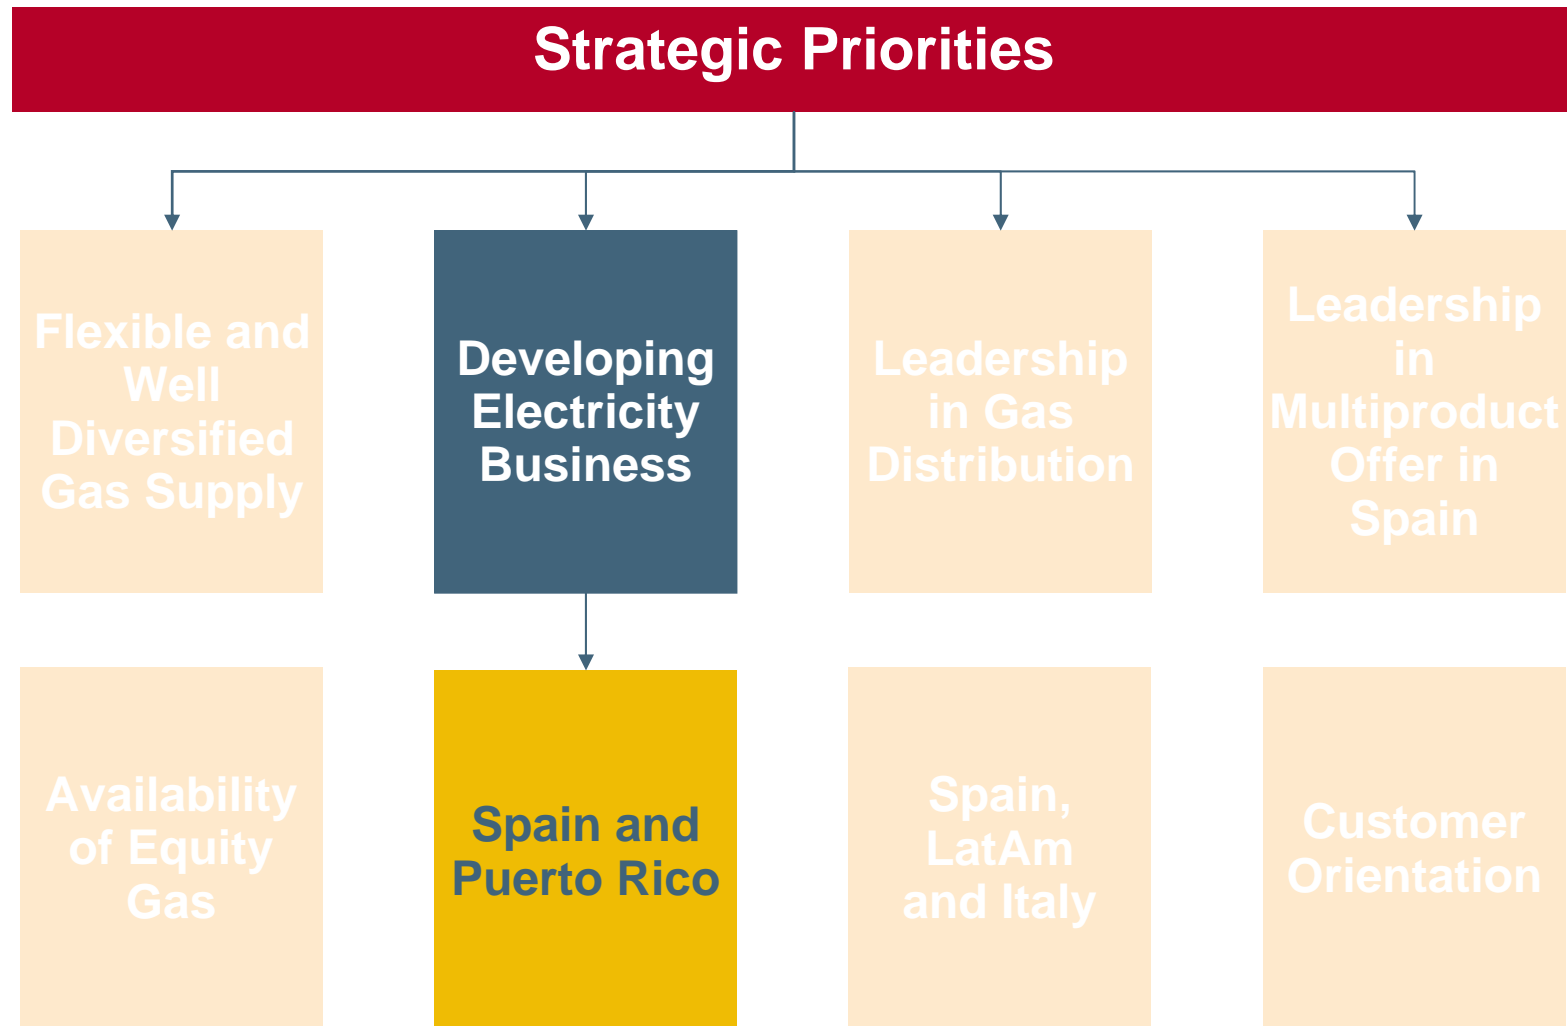 Strategic Priorities
Flexible and
Well
Diversified
Gas Supply
Developing
Electricity
Business
Leadership
in Gas
Distribution
Leadership
in
Multiproduct
Offer in
Spain
Availability
of Equity
Gas
Spain and
Puerto Rico
Spain,
LatAm
and Italy
Customer
Orientation